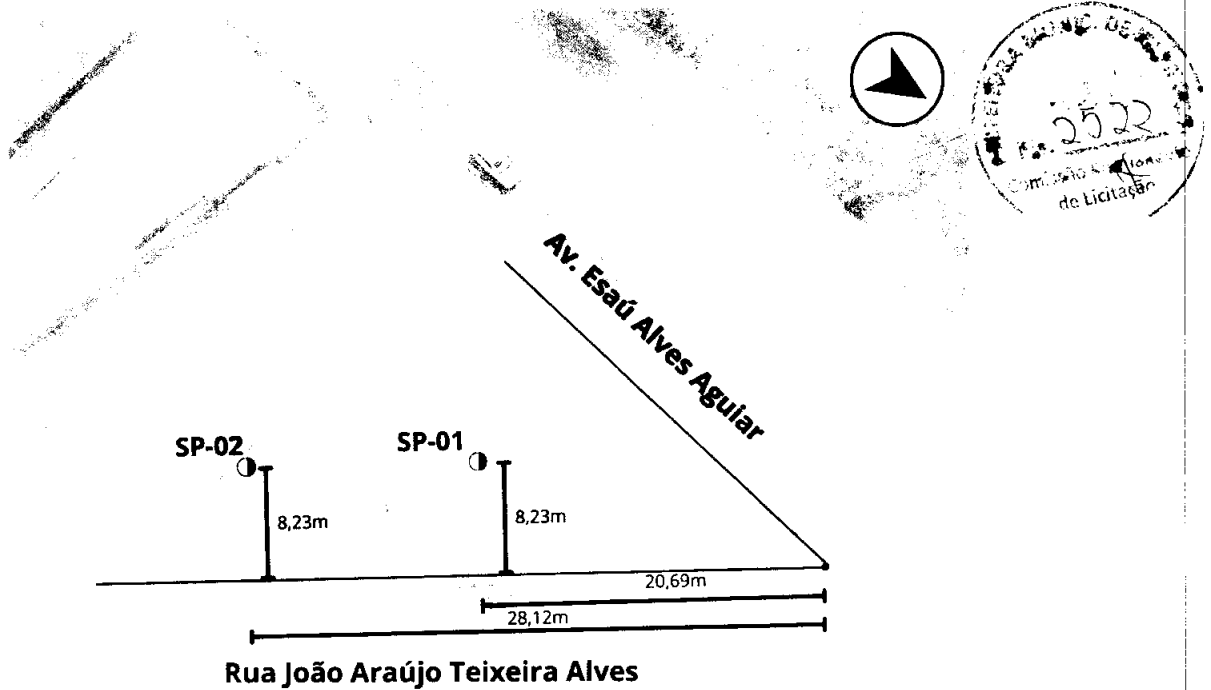 2522
de Licitação
Av. Esaú Alves Aguiar
SP-02
SP-01
8,23m
8,23m
20,69m
28,12m
Rua João Araújo Teixeira Alves